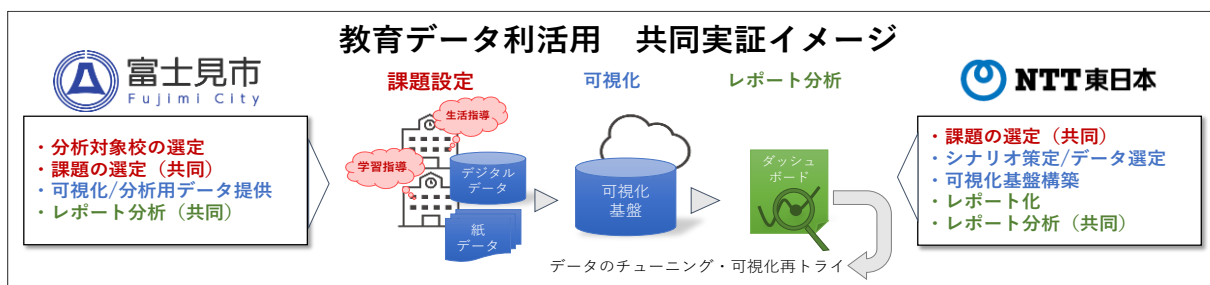 教育データ利活用　共同実証イメージ
富士見市
Fujimi City
・分析対象校の選定
・課題の選定（共同）
・可視化/分析用データ提供
・レポート分析（共同）
課題設定
生活指導
学習指導
デジタル
データ
紙
データ
可視化
可視化
基盤
レポート分析
ダッシュ
ボード
データのチューニング・可視化再トライ
NTT東日本
・課題の選定（共同）
・シナリオ策定/データ選定
・可視化基盤構築
・レポート化
・レポート分析（共同）